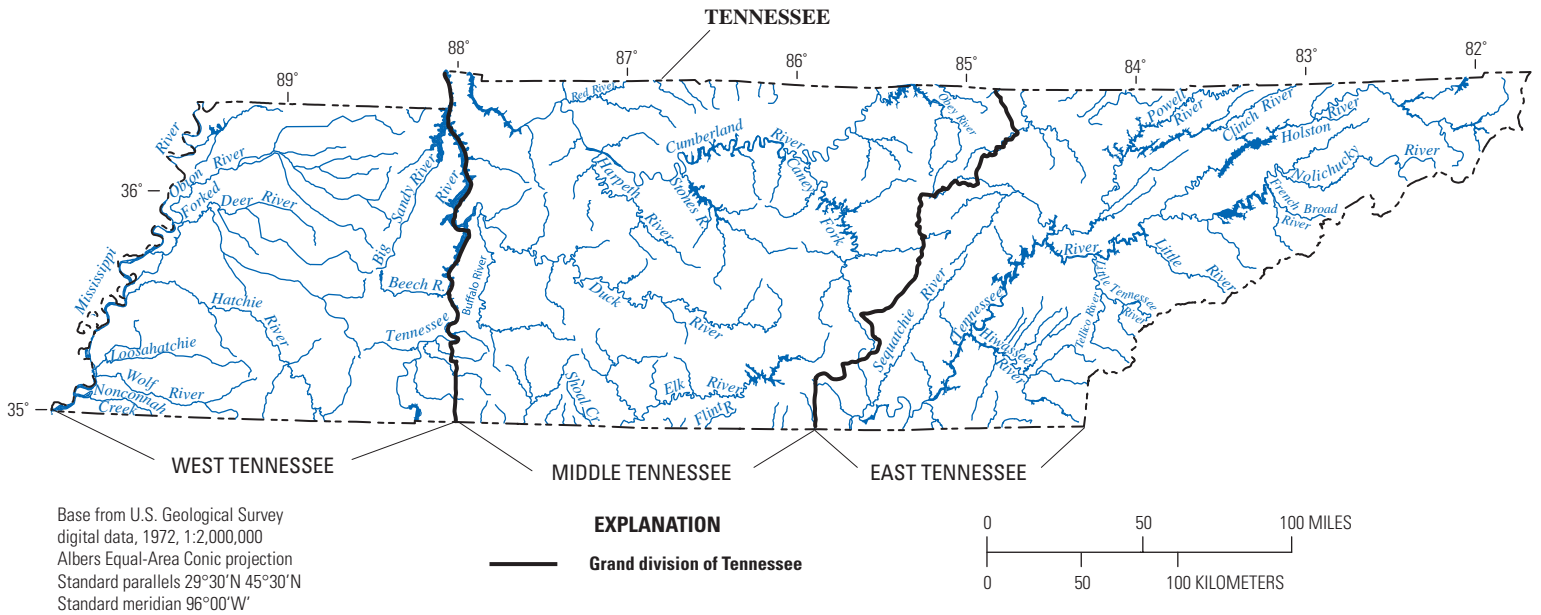 TENNESSEE
88°
87°
86°
85°
84°
83°
82°
89°
36°
35°
River
Obion River
Forked
Deer River
Mississippi
Big
Sandy River
River
Beech R.
Hatchie
River
Tennessee
Loosahatchie
Wolf
River
Nonconnah
Creek
Red River
Cumberland
River
Obey River
Harpeth
River
Stones R.
Caney
Fork
Buffalo River
Duck
River
Shoal Cr.
Elk
River
Flint R.
Powell
River
Clinch River
Holston
River
Nolichucky
River
French
Broad
River
River
Little
River
Little Tennessee
River
Tellico River
Tennessee
Hiwassee
River
Sequatchie
River
WEST TENNESSEE
MIDDLE TENNESSEE
EAST TENNESSEE
Base from U.S. Geological Survey
digital data, 1972, 1:2,000,000
Albers Equal-Area Conic projection
Standard parallels 29°30'N 45°30'N
Standard meridian 96°00'W'
EXPLANATION
Grand division of Tennessee
0 50 100 MILES
0 50 100 KILOMETERS